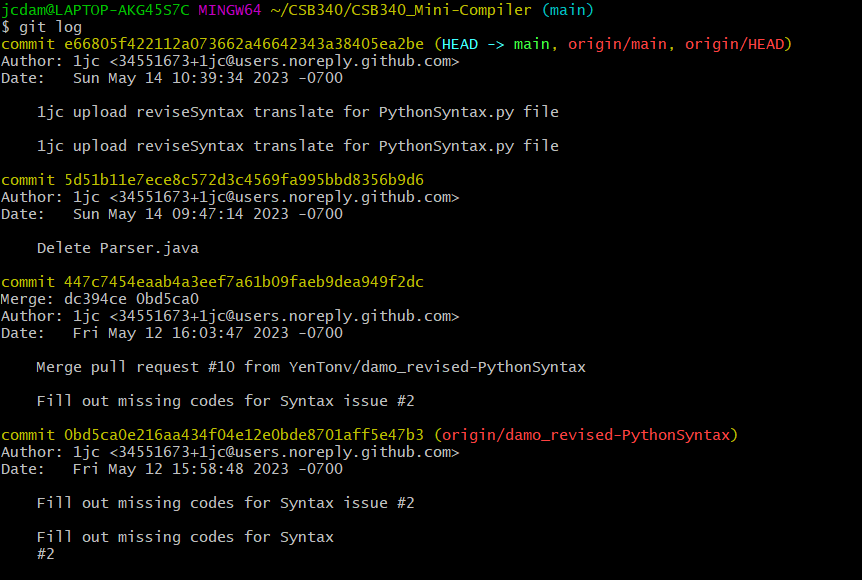 jcdam@LAPTOP-AKG45S7C MINGW64 ~/CSB340/CSB340_Mini-Compiler (main)
$ git log
commit e66805f422112a073662a46642343a38405ea2be (HEAD -> main, origin/main, origin/HEAD)
Author: 1jc <34551673+1jc@users.noreply.github.com>
Date:   Sun May 14 10:39:34 2023 -0700
    1jc upload reviseSyntax translate for PythonSyntax.py file
    1jc upload reviseSyntax translate for PythonSyntax.py file
commit 5d51b11e7ece8c572d3c4569fa995bbd8356b9d6
Author: 1jc <34551673+1jc@users.noreply.github.com>
Date:   Sun May 14 09:47:14 2023 -0700
    Delete Parser.java
commit 447c7454eaab4a3eef7a61b09faeb9dea949f2dc
Merge: dc394ce 0bd5ca0
Author: 1jc <34551673+1jc@users.noreply.github.com>
Date:   Fri May 12 16:03:47 2023 -0700
    Merge pull request #10 from YenTonv/damo_revised-PythonSyntax
    Fill out missing codes for Syntax issue #2
commit 0bd5ca0e216aa434f04e12e0bde8701aff5e47b3 (origin/damo_revised-PythonSyntax)
Author: 1jc <34551673+1jc@users.noreply.github.com>
Date:   Fri May 12 15:58:48 2023 -0700
    Fill out missing codes for Syntax issue #2
    Fill out missing codes for Syntax
    #2